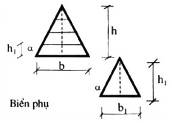 h
h₁
α
b
α
h₁
b₁
Biển phụ